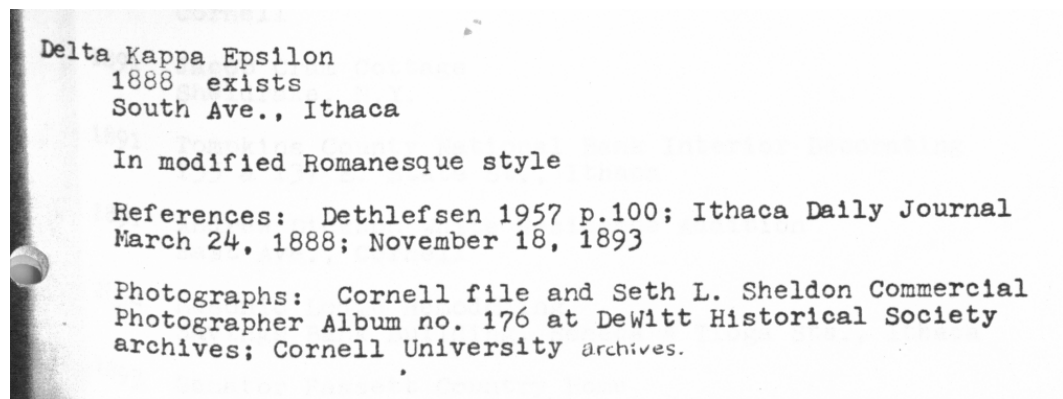 Delta Kappa Epsilon
1888 exists
South Ave., Ithaca
In modified Romanesque style
References: Dethlefsen 1957 p.100; Ithaca Daily Journal
March 24, 1888; November 18, 1893
Photographs: Cornell file and Seth L. Sheldon Commercial
Photographer Album no. 176 at DeWitt Historical Society
archives; Cornell University archives.